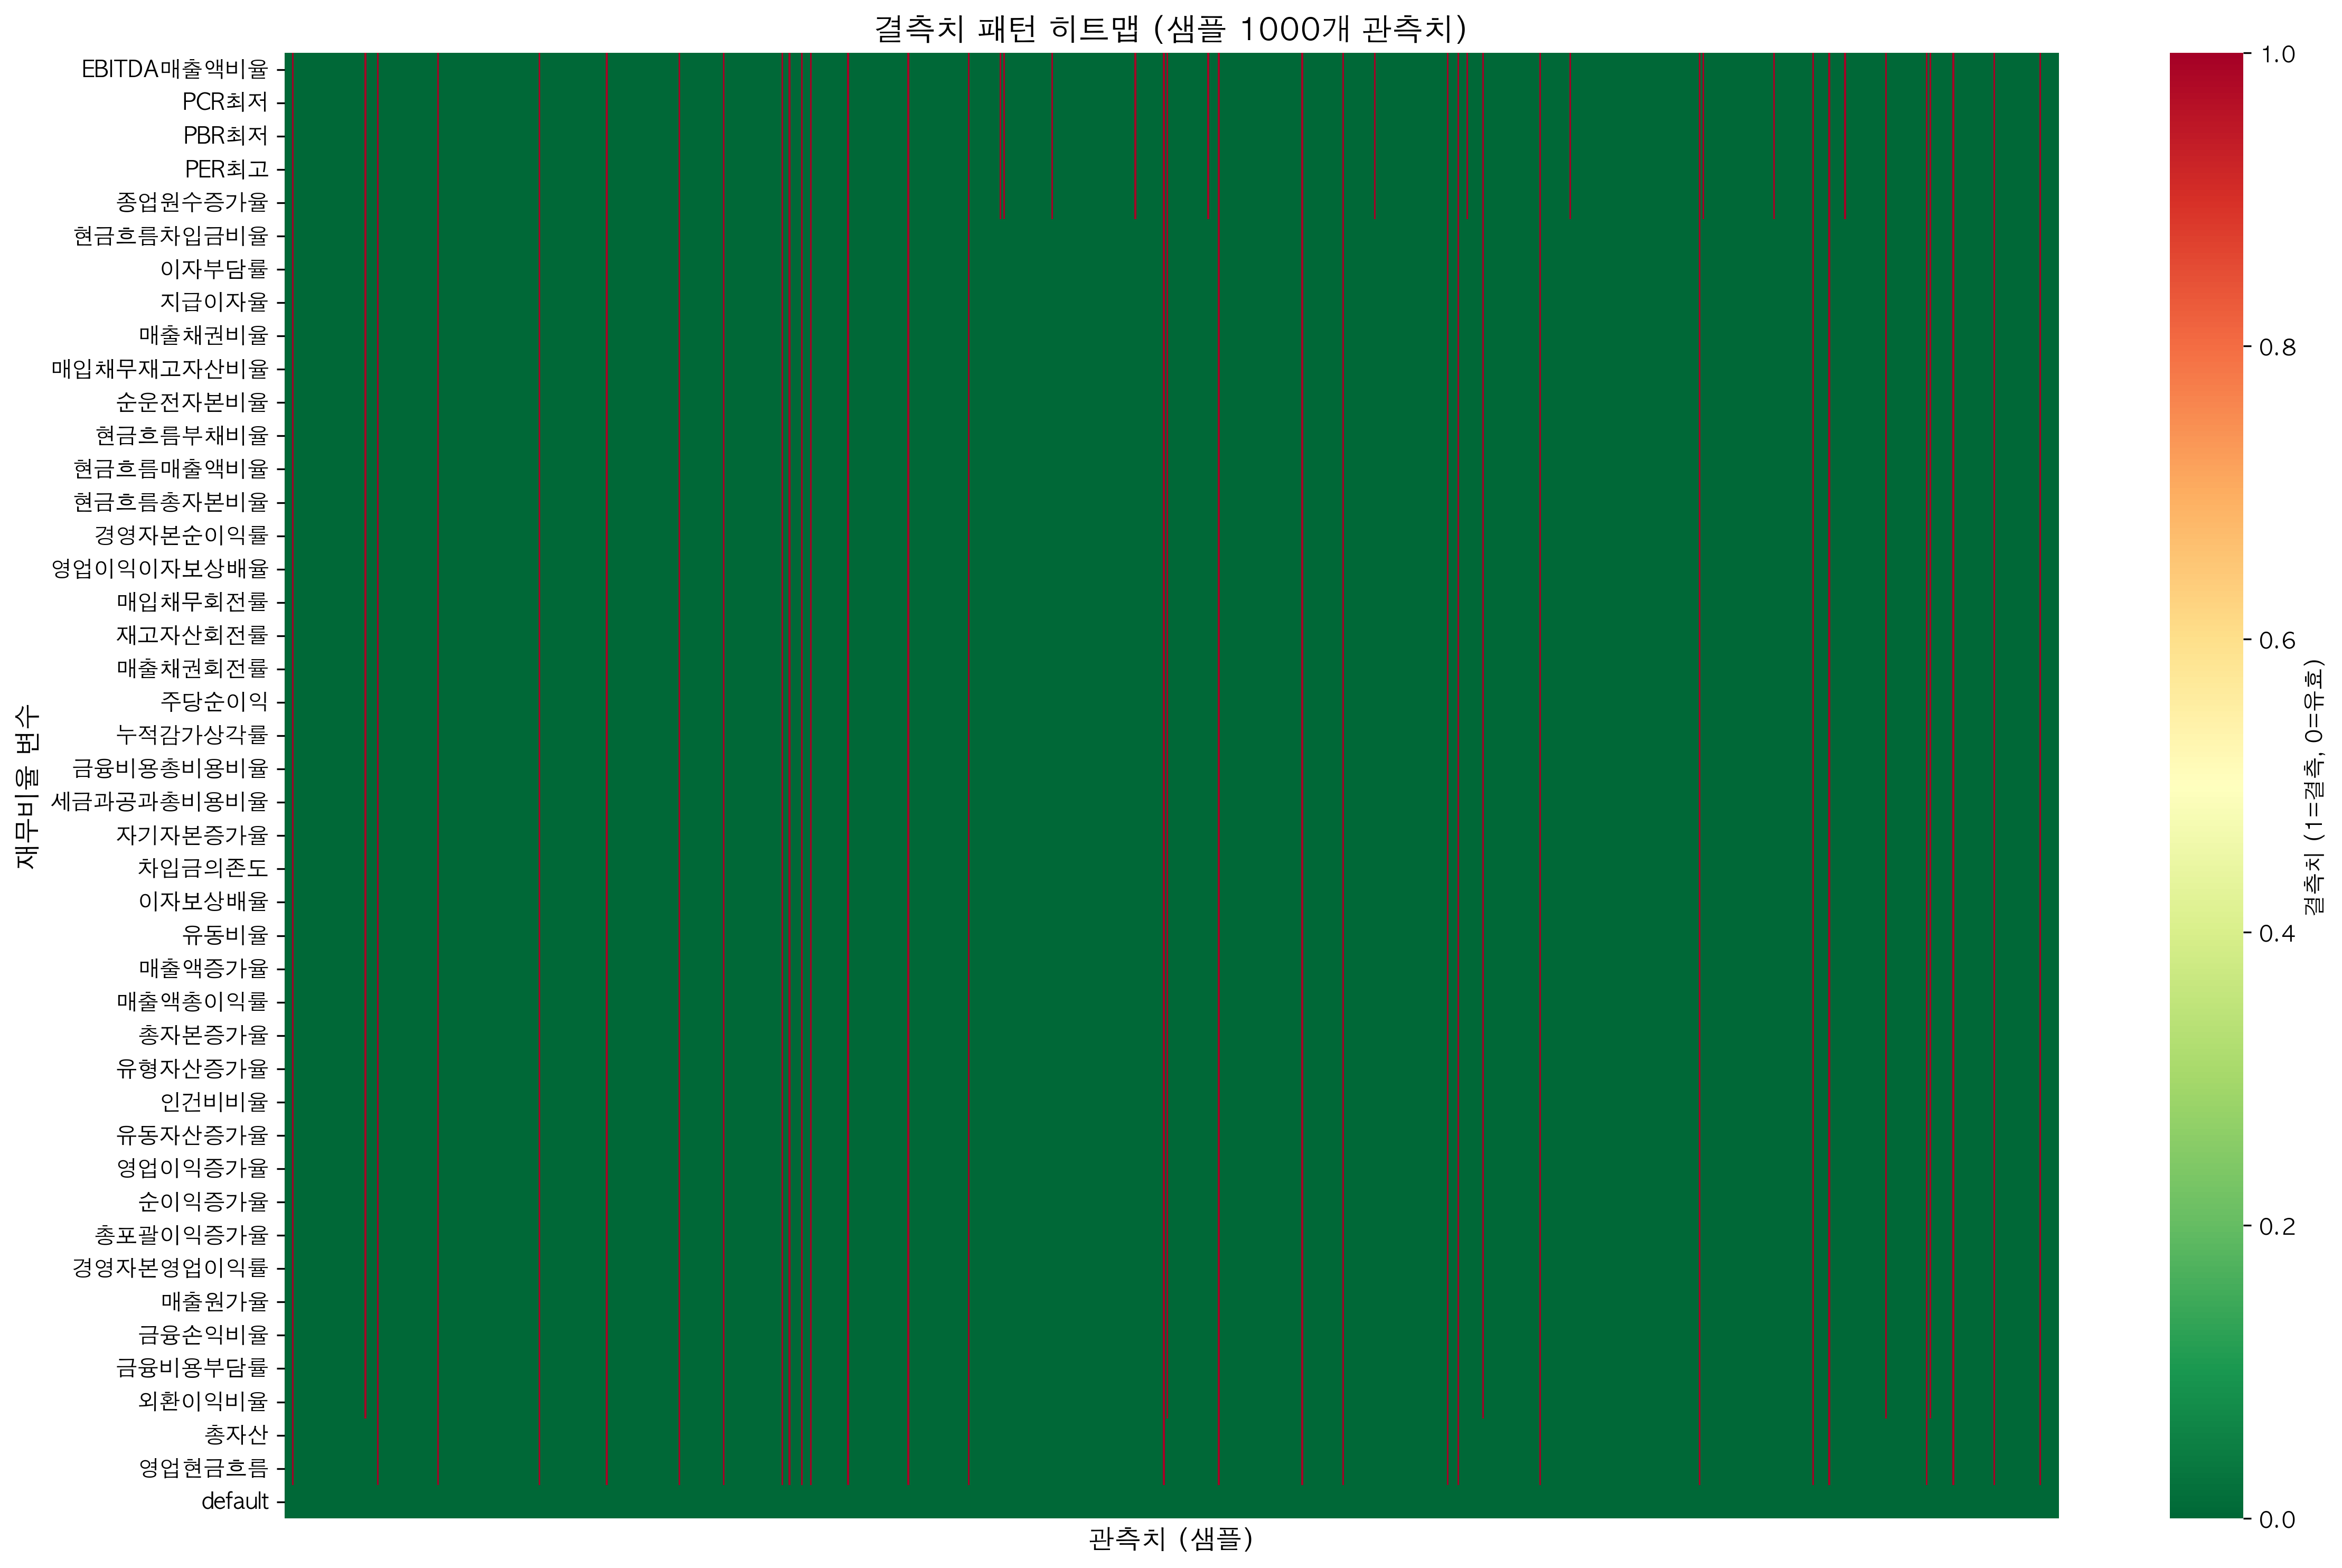 결측치 패턴 히트맵 (샘플 1000개 관측치)
재무비율 변수
EBITDA매출액비율
PCR최저
PBR최저
PER최고
종업원수증가율
현금흐름차입금비율
이자부담률
지급이자율
매출채권비율
매입채무재고자산비율
순운전자본비율
현금흐름부채비율
현금흐름매출액비율
현금흐름총자본비율
경영자본순이익률
영업이익이자보상배율
매입채무회전률
재고자산회전률
매출채권회전률
주당순이익
누적감가상각률
금융비용총비용비율
세금과공과총비용비율
자기자본증가율
차입금의존도
이자보상배율
유동비율
매출액증가율
매출액총이익률
총자본증가율
유형자산증가율
인건비비율
유동자산증가율
영업이익증가율
순이익증가율
총포괄이익증가율
경영자본영업이익률
매출원가율
금융손익비율
금융비용부담률
외환이익비율
총자산
영업현금흐름
default
관측치 (샘플)
1.0
0.8
0.6
0.4
0.2
0.0
결측치 (1=결측, 0=유효)